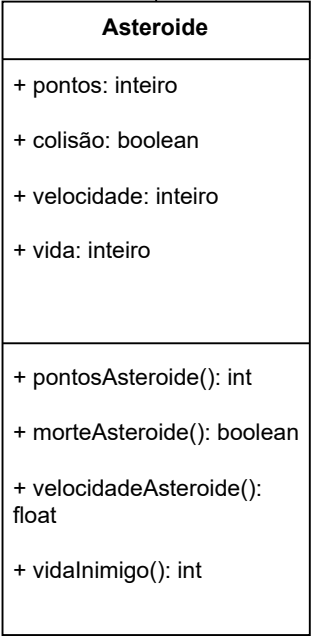 Asteroide
+ pontos: inteiro
+ colisão: boolean
+ velocidade: inteiro
+ vida: inteiro
+ pontosAsteroide(): int
+ morteAsteroide(): boolean
+ velocidadeAsteroide():
float
+ vidaInimigo(): int